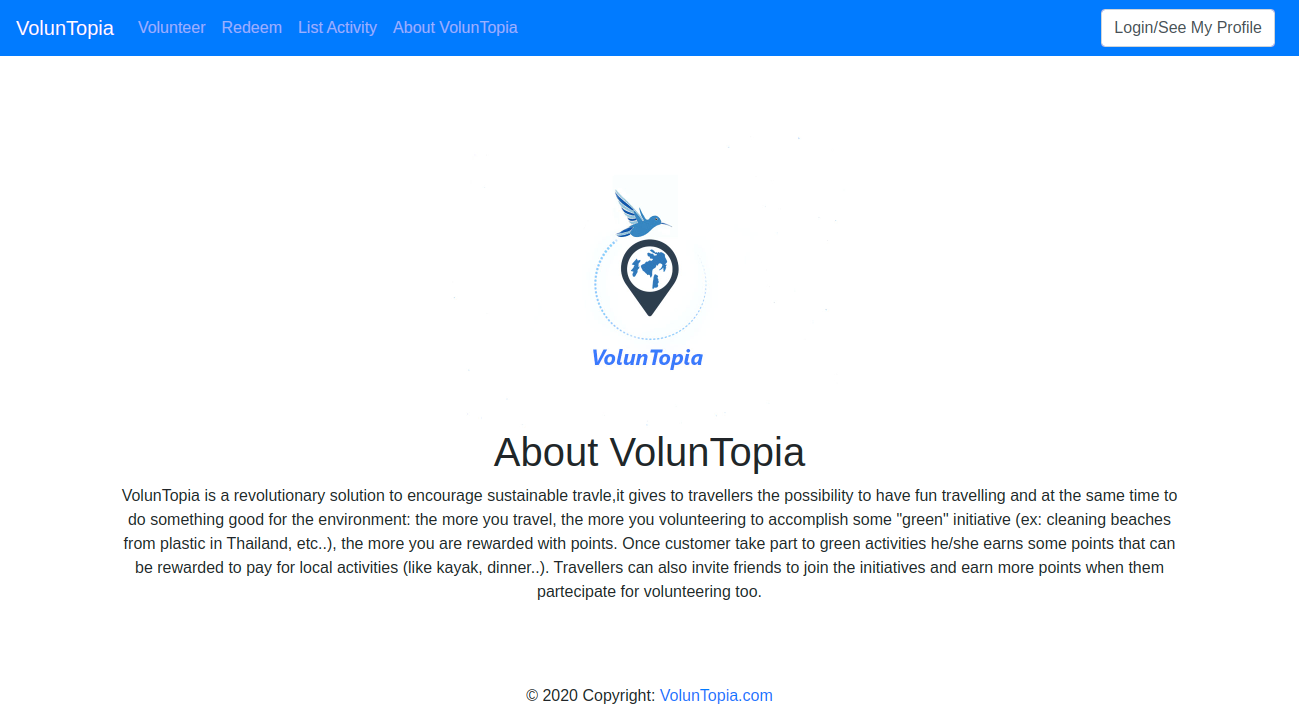 VolunTopia Volunteer Redeem List Activity About VolunTopia Login/See My Profile
VolunTopia
About VolunTopia
VolunTopia is a revolutionary solution to encourage sustainable travle,it gives to travellers the possibility to have fun travelling and at the same time to
do something good for the environment: the more you travel, the more you volunteering to accomplish some "green" initiative (ex: cleaning beaches
from plastic in Thailand, etc..), the more you are rewarded with points. Once customer take part to green activities he/she earns some points that can
be rewarded to pay for local activities (like kayak, dinner..). Travellers can also invite friends to join the initiatives and earn more points when them
partecipate for volunteering too.
© 2020 Copyright: VolunTopia.com